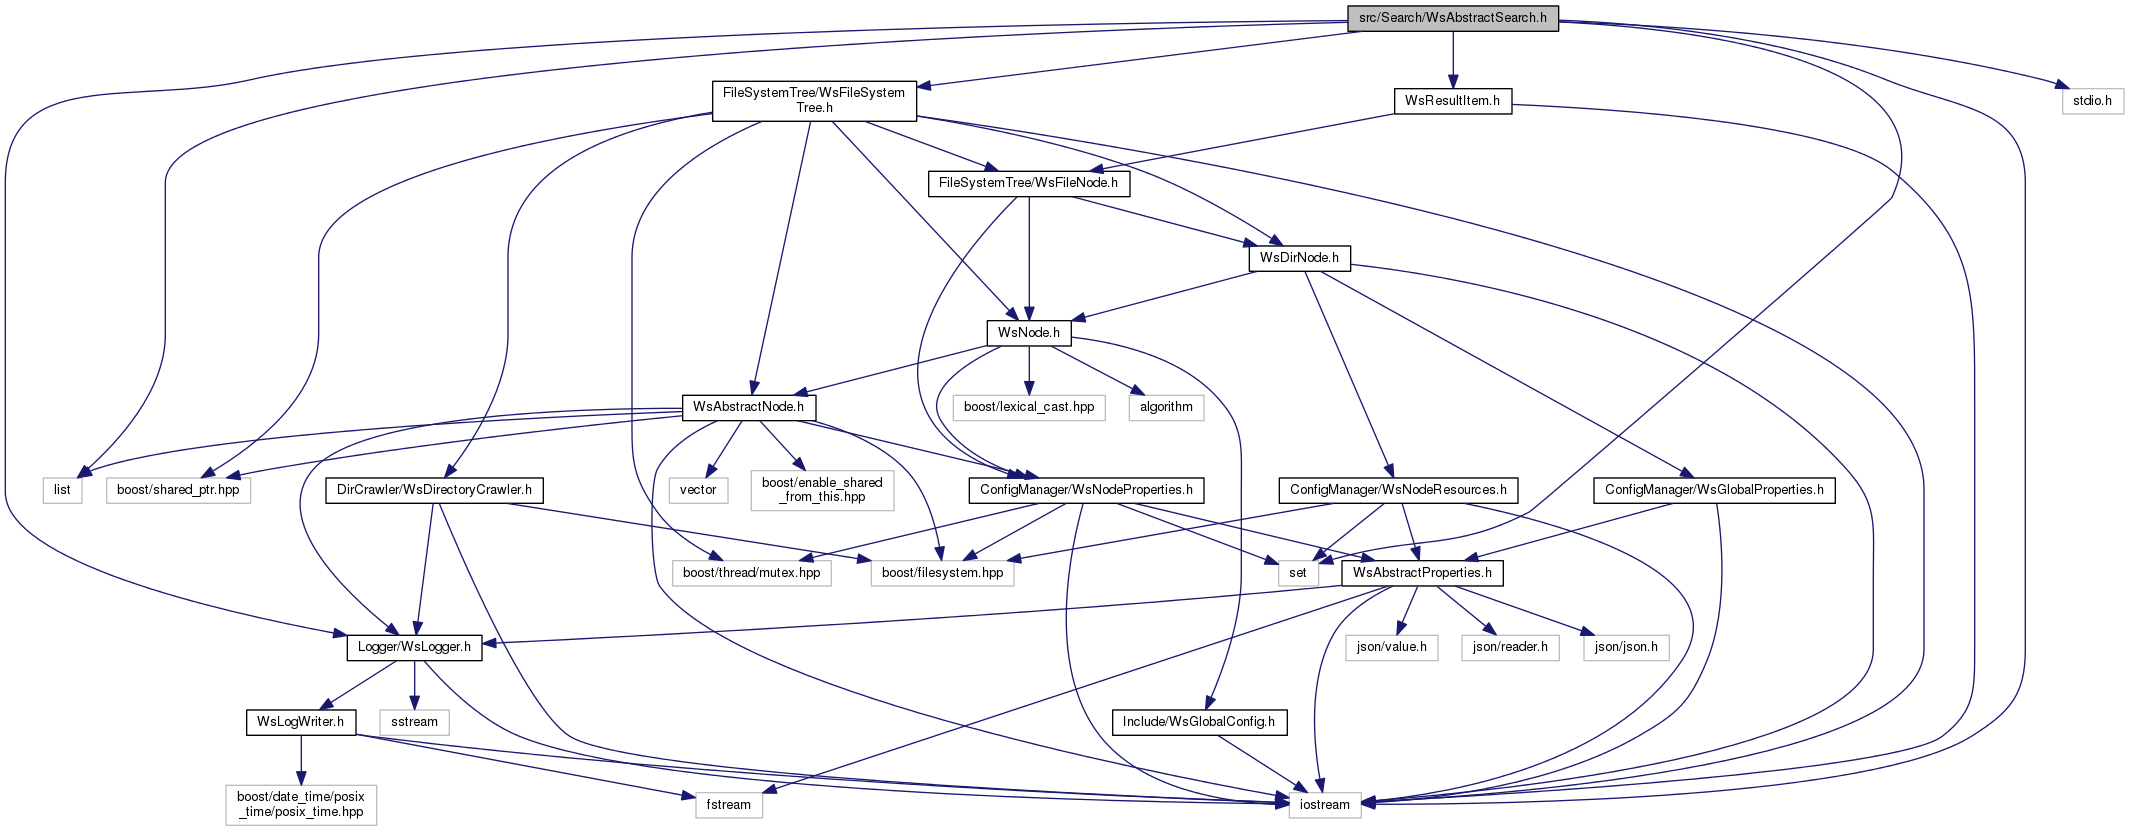 src/Search/WsAbstractSearch.h
FileSystemTree/WsFileSystem
Tree.h
WsResultItem.h
stdio.h
FileSystemTree/WsFileNode.h
WsDirNode.h
WsNode.h
WsAbstractNode.h
boost/lexical_cast.hpp
algorithm
list
boost/shared_ptr.hpp
DirCrawler/WsDirectoryCrawler.h
vector
boost/enable_shared
_from_this.hpp
ConfigManager/WsNodeProperties.h
ConfigManager/WsNodeResources.h
ConfigManager/WsGlobalProperties.h
boost/thread/mutex.hpp
boost/filesystem.hpp
set
WsAbstractProperties.h
Logger/WsLogger.h
json/value.h
json/reader.h
json/json.h
WsLogWriter.h
sstream
Include/WsGlobalConfig.h
boost/date_time/posix
_time/posix_time.hpp
fstream
iostream